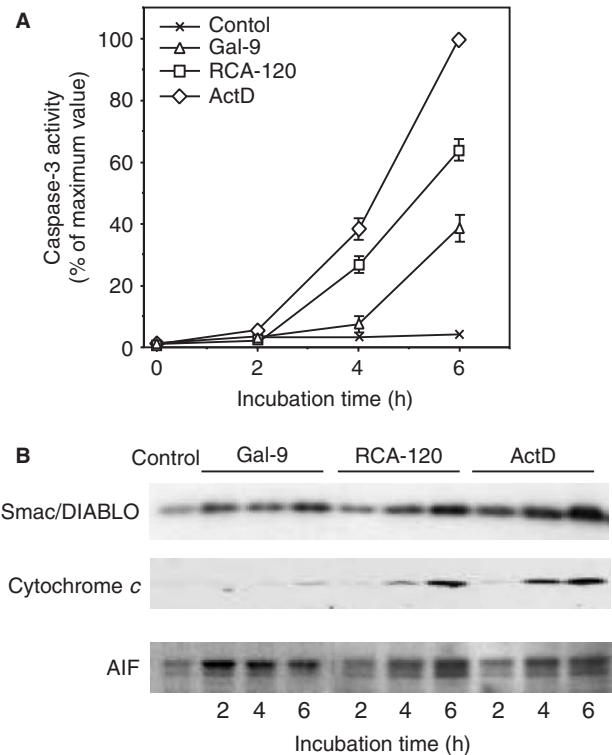 A
Contol
Gal-9
RCA-120
ActD
100
80
60
40
20
0
Caspase-3 activity
(% of maximum value)
0 2 4 6
Incubation time (h)
B
Control Gal-9 RCA-120 ActD
Smac/DIABLO
Cytochrome c
AIF
2 4 6 2 4 6 2 4 6
Incubation time (h)